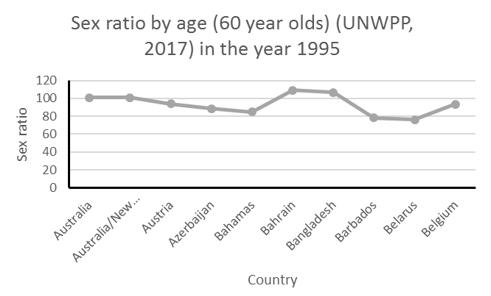 Sex ratio by age (60 year olds) (UNWPP,
2017) in the year 1995
120
100
80
60
40
20
0
Sex ratio
Australia
Australia/New...
Austria
Azerbaijan
Bahamas
Bahrain
Bangladesh
Barbados
Belarus
Belgium
Country